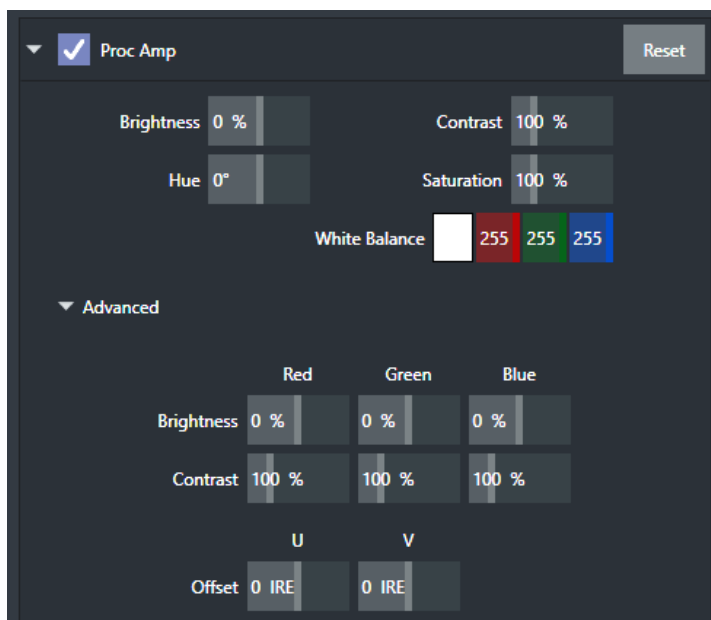 Proc Amp Reset
Brightness 0 % Contrast 100 %
Hue 0° Saturation 100 %
White Balance 255 255 255
Advanced
Red Green Blue
Brightness 0 % 0 % 0 %
Contrast 100 % 100 % 100 %
U V
Offset 0 IRE 0 IRE